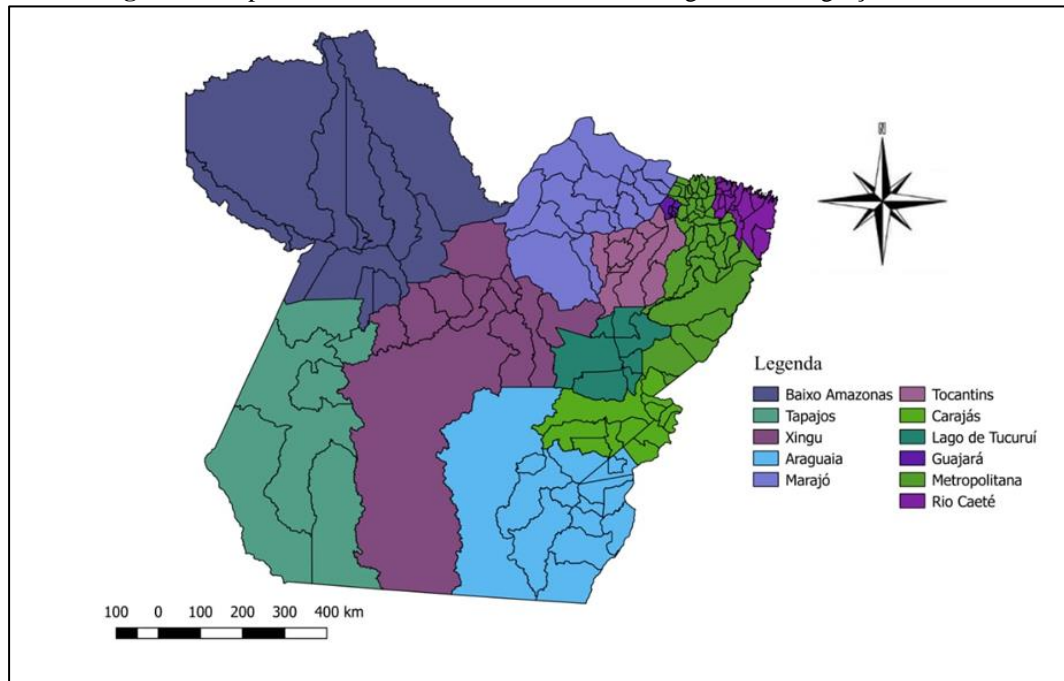 N
Legenda
Baixo Amazonas
Tapajos
Xingu
Araguaia
Marajó
Tocantins
Carajás
Lago de Tucuruí
Guajará
Metropolitana
Rio Caeté
100 0 100 200 300 400 km